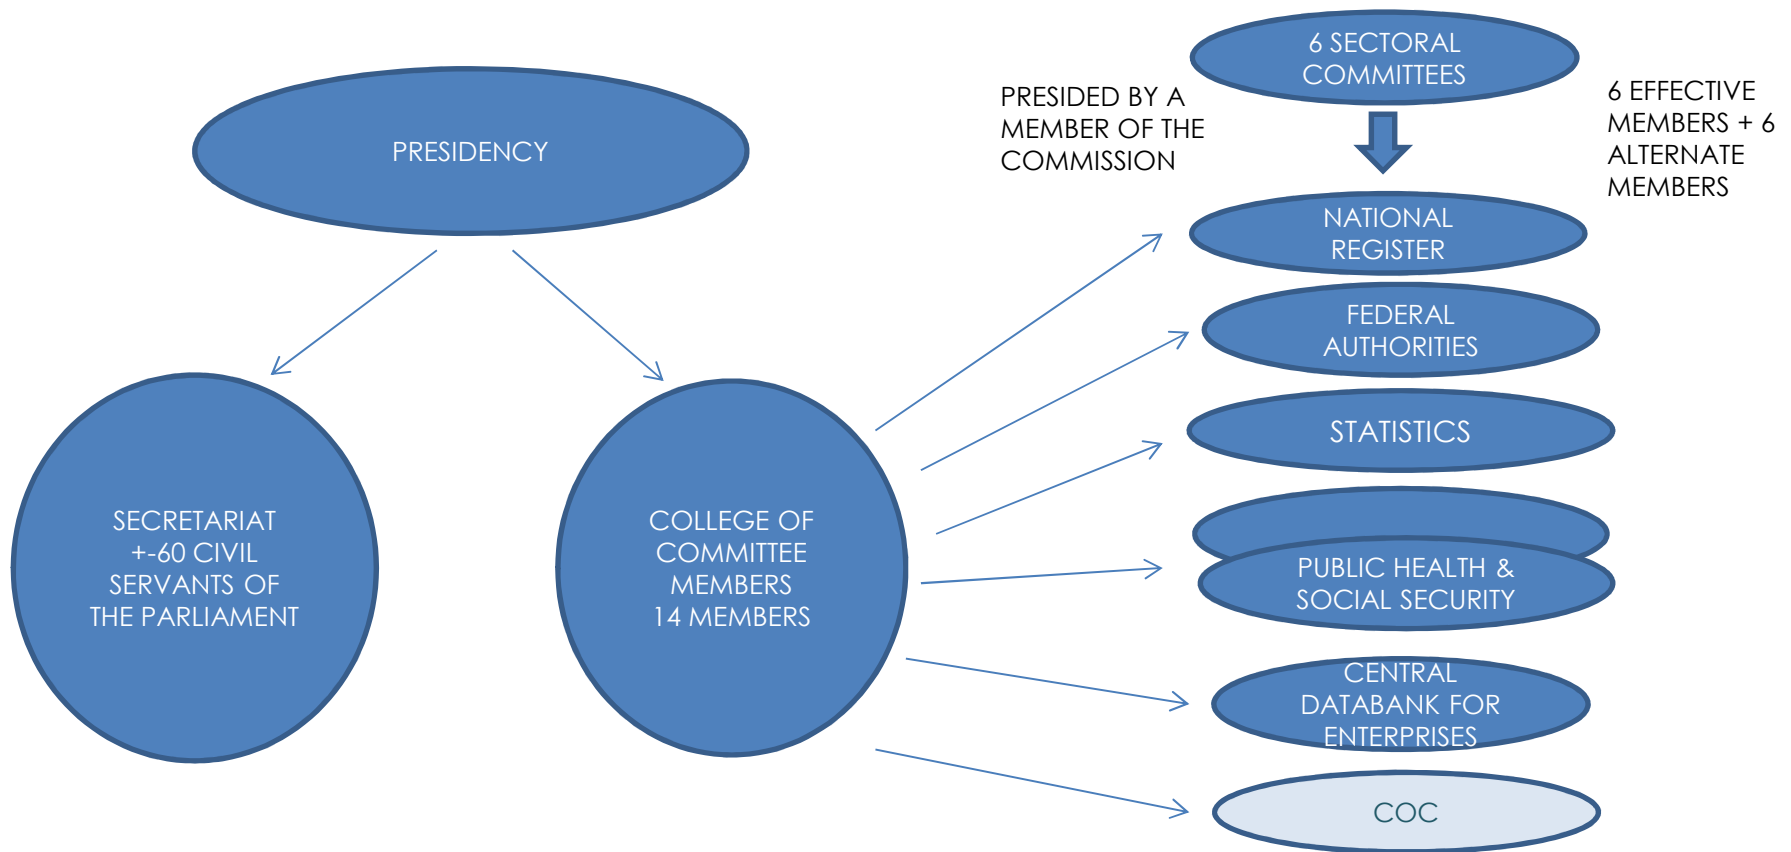 6 SECTORAL
COMMITTEES
PRESIDED BY A
MEMBER OF THE
COMMISSION
6 EFFECTIVE
MEMBERS + 6
ALTERNATE
MEMBERS
PRESIDENCY
NATIONAL
REGISTER
FEDERAL
AUTHORITIES
STATISTICS
SECRETARIAT
+-60 CIVIL
SERVANTS OF
THE PARLIAMENT
COLLEGE OF
COMMITTEE
MEMBERS
14 MEMBERS
PUBLIC HEALTH &
SOCIAL SECURITY
CENTRAL
DATABANK FOR
ENTERPRISES
COC